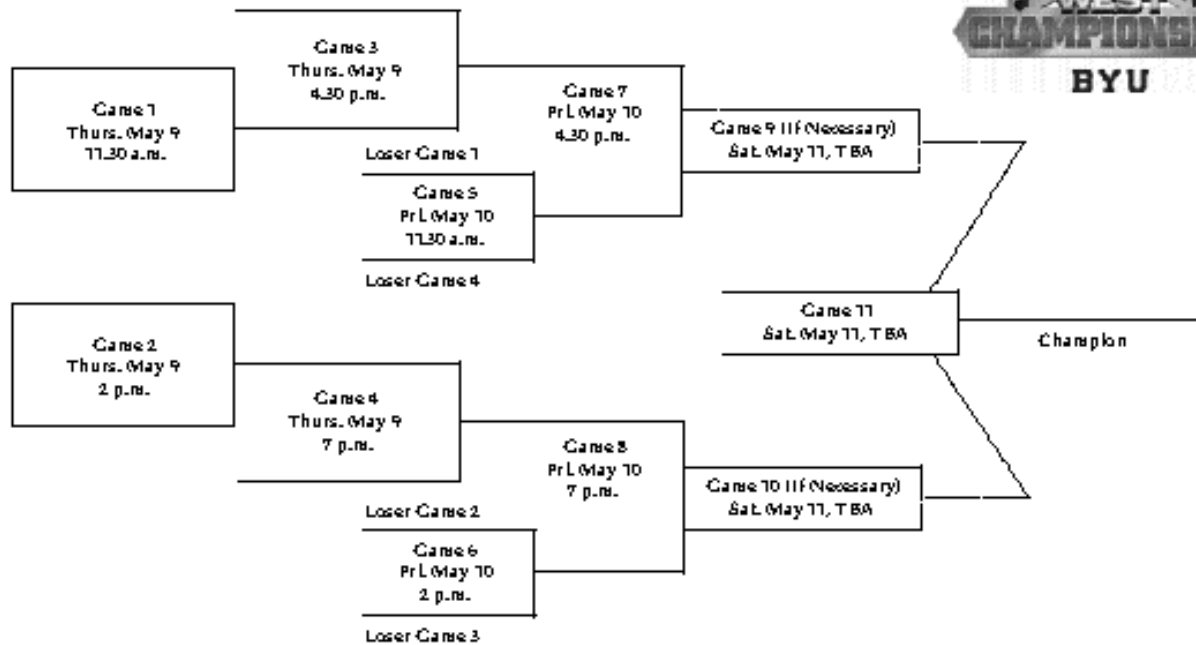 WEST
BYU
Game 3
Thurs. May 9
4:30 p.m.
Game 1
Thurs. May 9
11:30 a.m.
Game 7
Fri. May 10
4:30 p.m.
Game 9 (If Necessary)
Sat. May 11, TBA
Loser Game 1
Game 5
Fri. May 10
11:30 a.m.
Loser Game 4
Game 11
Sat. May 11, TBA
Champion
Game 2
Thurs. May 9
2 p.m.
Game 4
Thurs. May 9
7 p.m.
Game 8
Fri. May 10
7 p.m.
Game 10 (If Necessary)
Sat. May 11, TBA
Loser Game 2
Game 6
Fri. May 10
2 p.m.
Loser Game 3